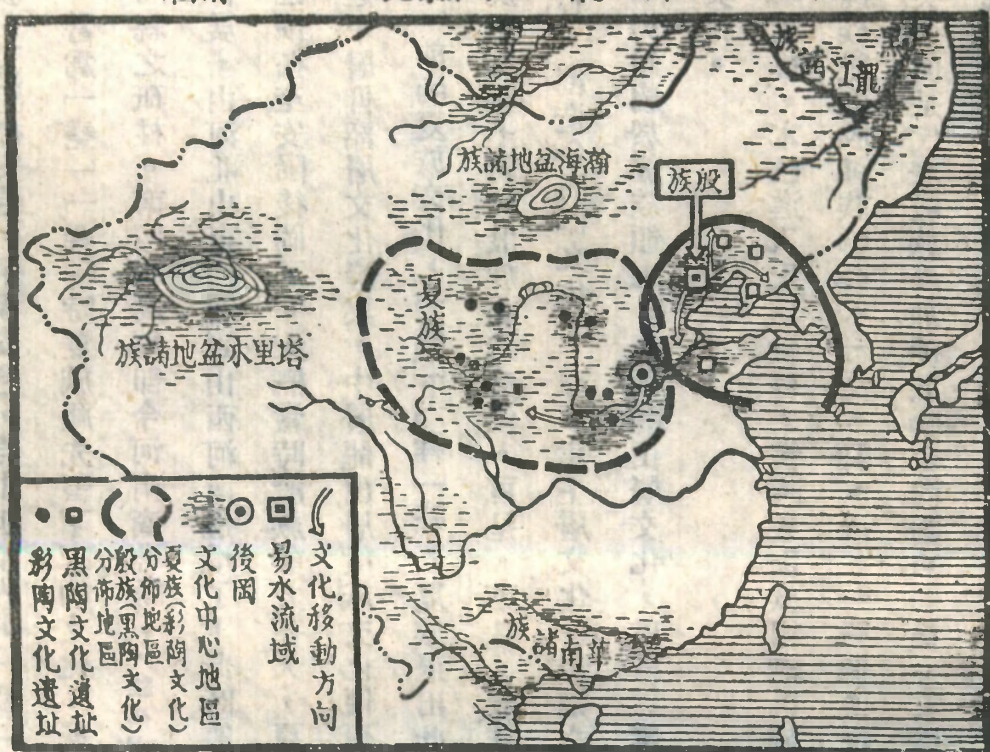 黑龍江諸族
瀚海盆地諸族
殷族
夏族
塔里木盆地諸族
華南諸族
文化移動方向
易水流域
後岡
文化中心地區
夏族(彩陶文化)
分佈地區
殷族(黑陶文化)
分佈地區
黑陶文化遺址
彩陶文化遺址